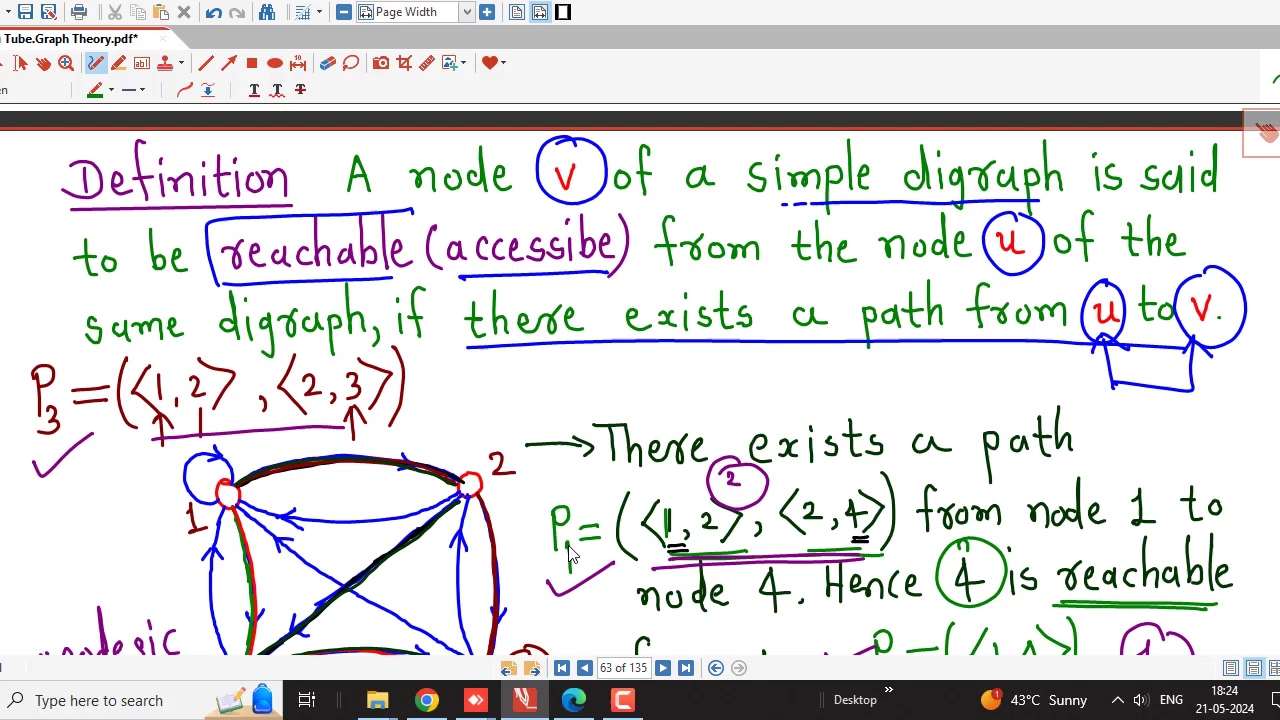 Page Width
Tube.Graph Theory.pdf*
Definition A node v of a simple digraph is said
to be reachable (accessibe) from the node u of the
same digraph, if there exists a path from u to v.
P3 = (<1, 2>, <2, 3>)
→ There exists a path
2
P1 = (<1, 2>, <2, 4>) from node 1 to
node 4. Hence 4 is reachable
1
2
63 of 135
Type here to search
Desktop
»
1
43°C Sunny
ENG
18:24
21-05-2024